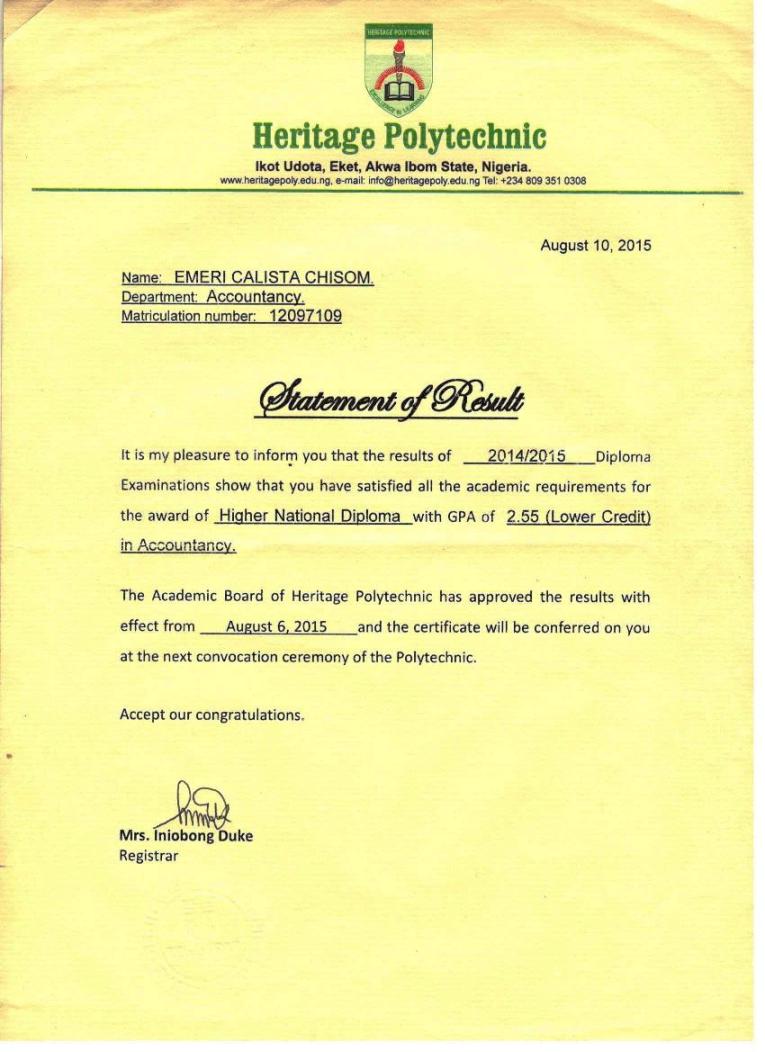 HERITAGE POLYTECHNIC
EXCELLENCE IN LEARNING
Heritage Polytechnic
Ikot Udota, Eket, Akwa Ibom State, Nigeria.
www.heritagepoly.edu.ng, e-mail: info@heritagepoly.edu.ng Tel: +234 809 351 0308
August 10, 2015
Name: EMERI CALISTA CHISOM.
Department: Accountancy.
Matriculation number: 12097109
Statement of Result
It is my pleasure to inform you that the results of 2014/2015 Diploma
Examinations show that you have satisfied all the academic requirements for
the award of Higher National Diploma with GPA of 2.55 (Lower Credit)
in Accountancy.
The Academic Board of Heritage Polytechnic has approved the results with
effect from August 6, 2015 and the certificate will be conferred on you
at the next convocation ceremony of the Polytechnic.
Accept our congratulations.
Mrs. Iniobong Duke
Registrar